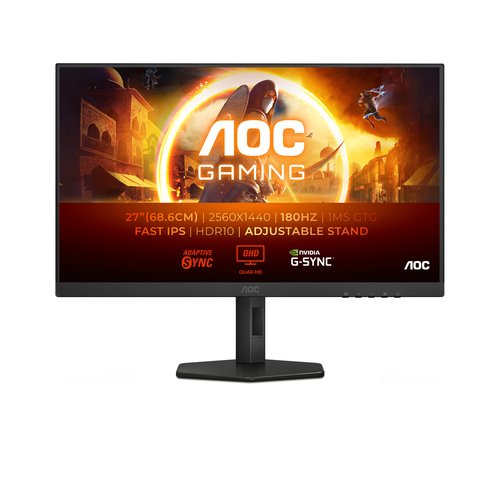 AOC
GAMING
27"(68.6CM) | 2560X1440 | 180HZ | 1MS GTG
FAST IPS | HDR10 | ADJUSTABLE STAND
ADAPTIVE
SYNC
QHD
QUAD HD
NVIDIA
G-SYNC
AOC
AOC